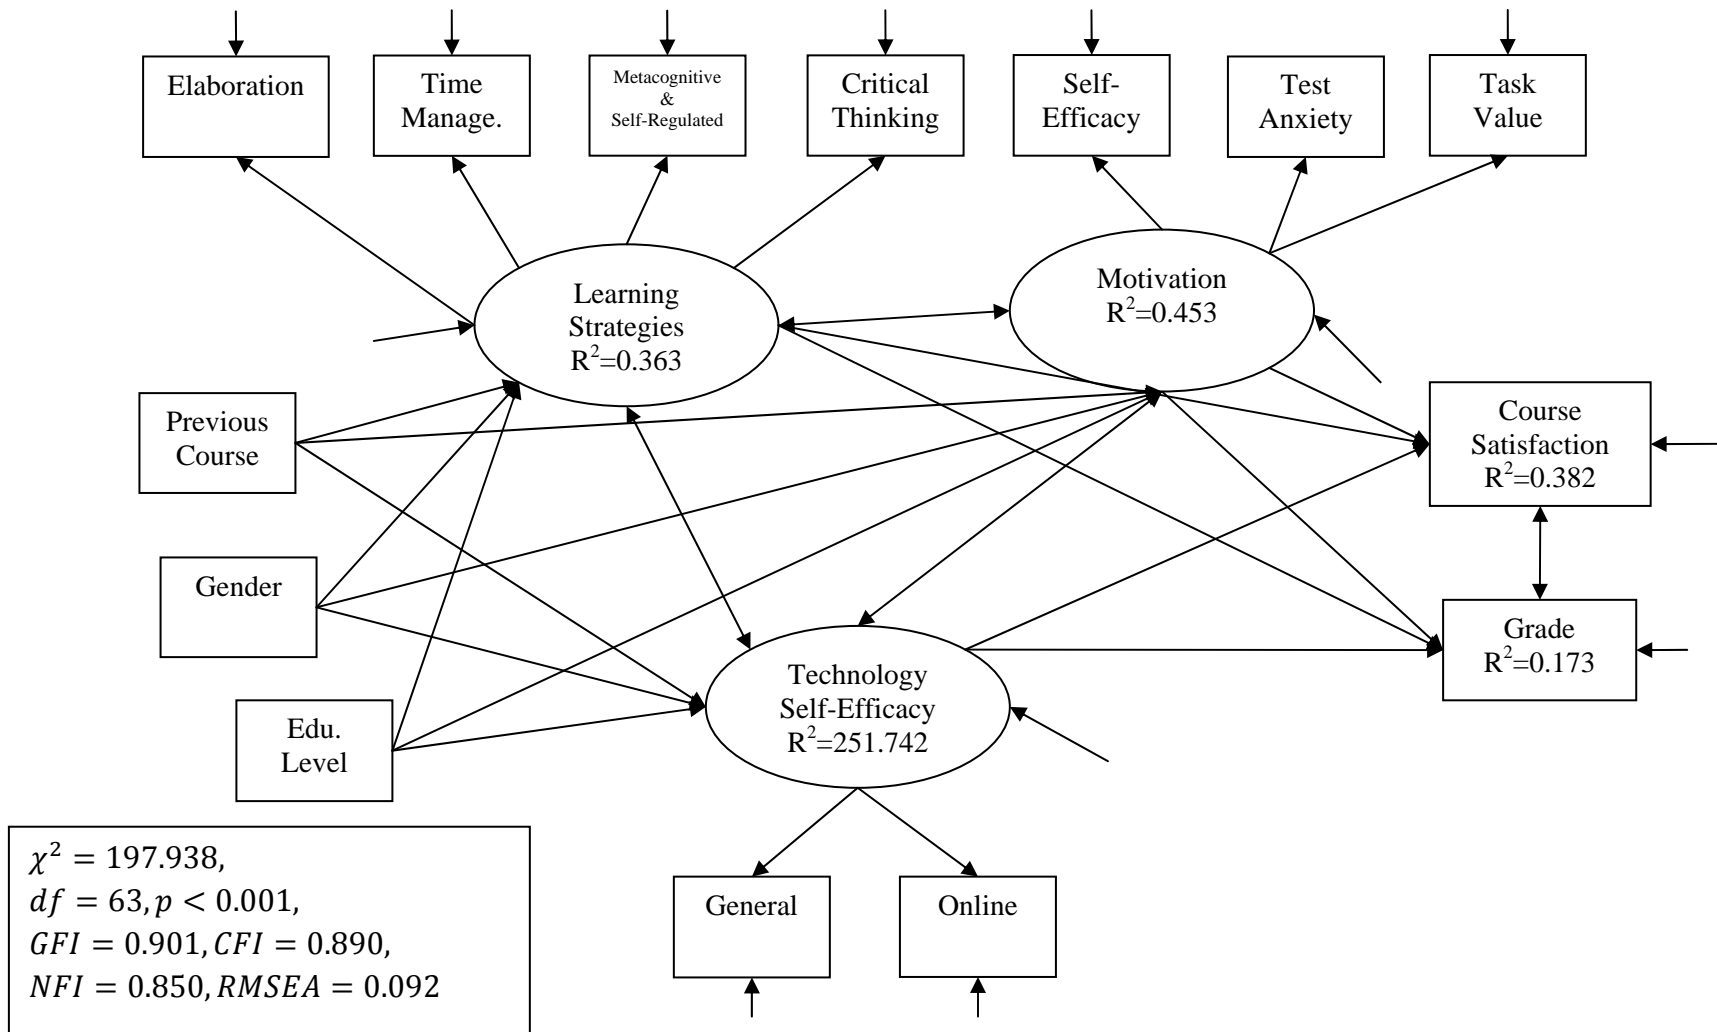 Elaboration
Time
Manage.
Metacognitive
&
Self-Regulated
Critical
Thinking
Self-
Efficacy
Test
Anxiety
Task
Value
Learning
Strategies
R²=0.363
Motivation
R²=0.453
Previous
Course
Course
Satisfaction
R²=0.382
Gender
Grade
R²=0.173
Technology
Self-Efficacy
R²=251.742
Edu.
Level
χ² = 197.938,
df = 63, p < 0.001,
GFI = 0.901, CFI = 0.890,
NFI = 0.850, RMSEA = 0.092
General
Online